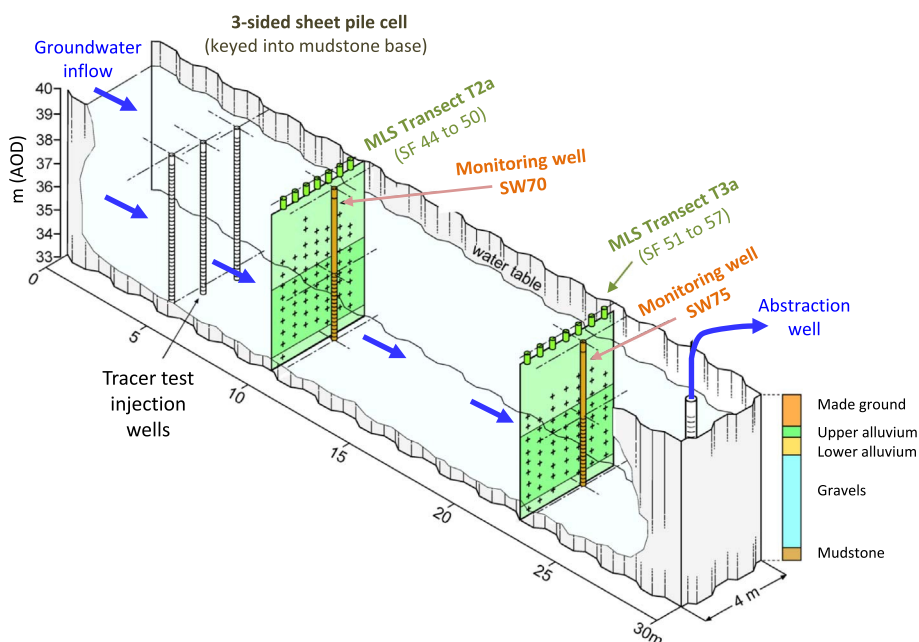 3-sided sheet pile cell
(keyed into mudstone base)
Groundwater
inflow
MLS Transect T2a
(SF 44 to 50)
Monitoring well
SW70
MLS Transect T3a
(SF 51 to 57)
Monitoring well
SW75
Abstraction
well
water table
Tracer test
injection
wells
m (AOD)
40
39
38
37
36
35
34
33
0
5
10
15
20
25
30m
4 m
Made ground
Upper alluvium
Lower alluvium
Gravels
Mudstone